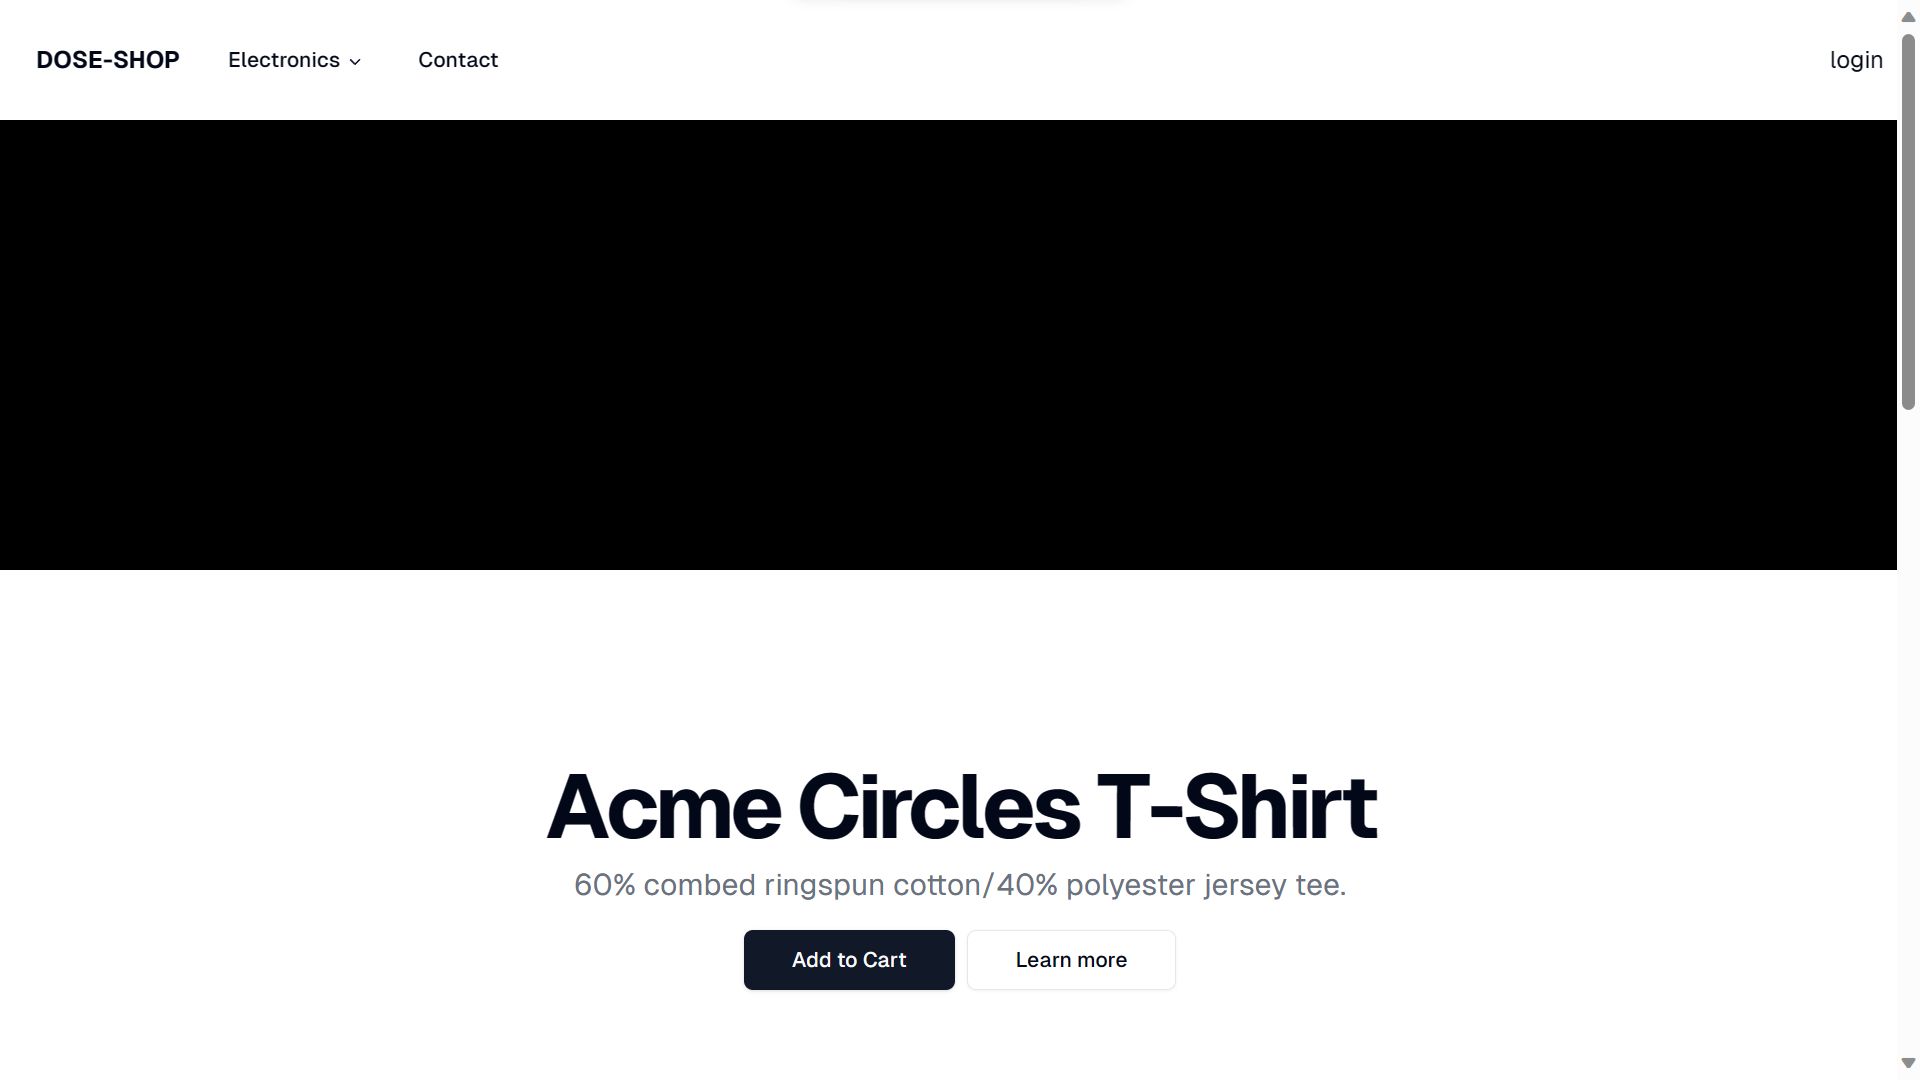 DOSE-SHOP
Electronics
Contact
login
Acme Circles T-Shirt
60% combed ringspun cotton/40% polyester jersey tee.
Add to Cart
Learn more